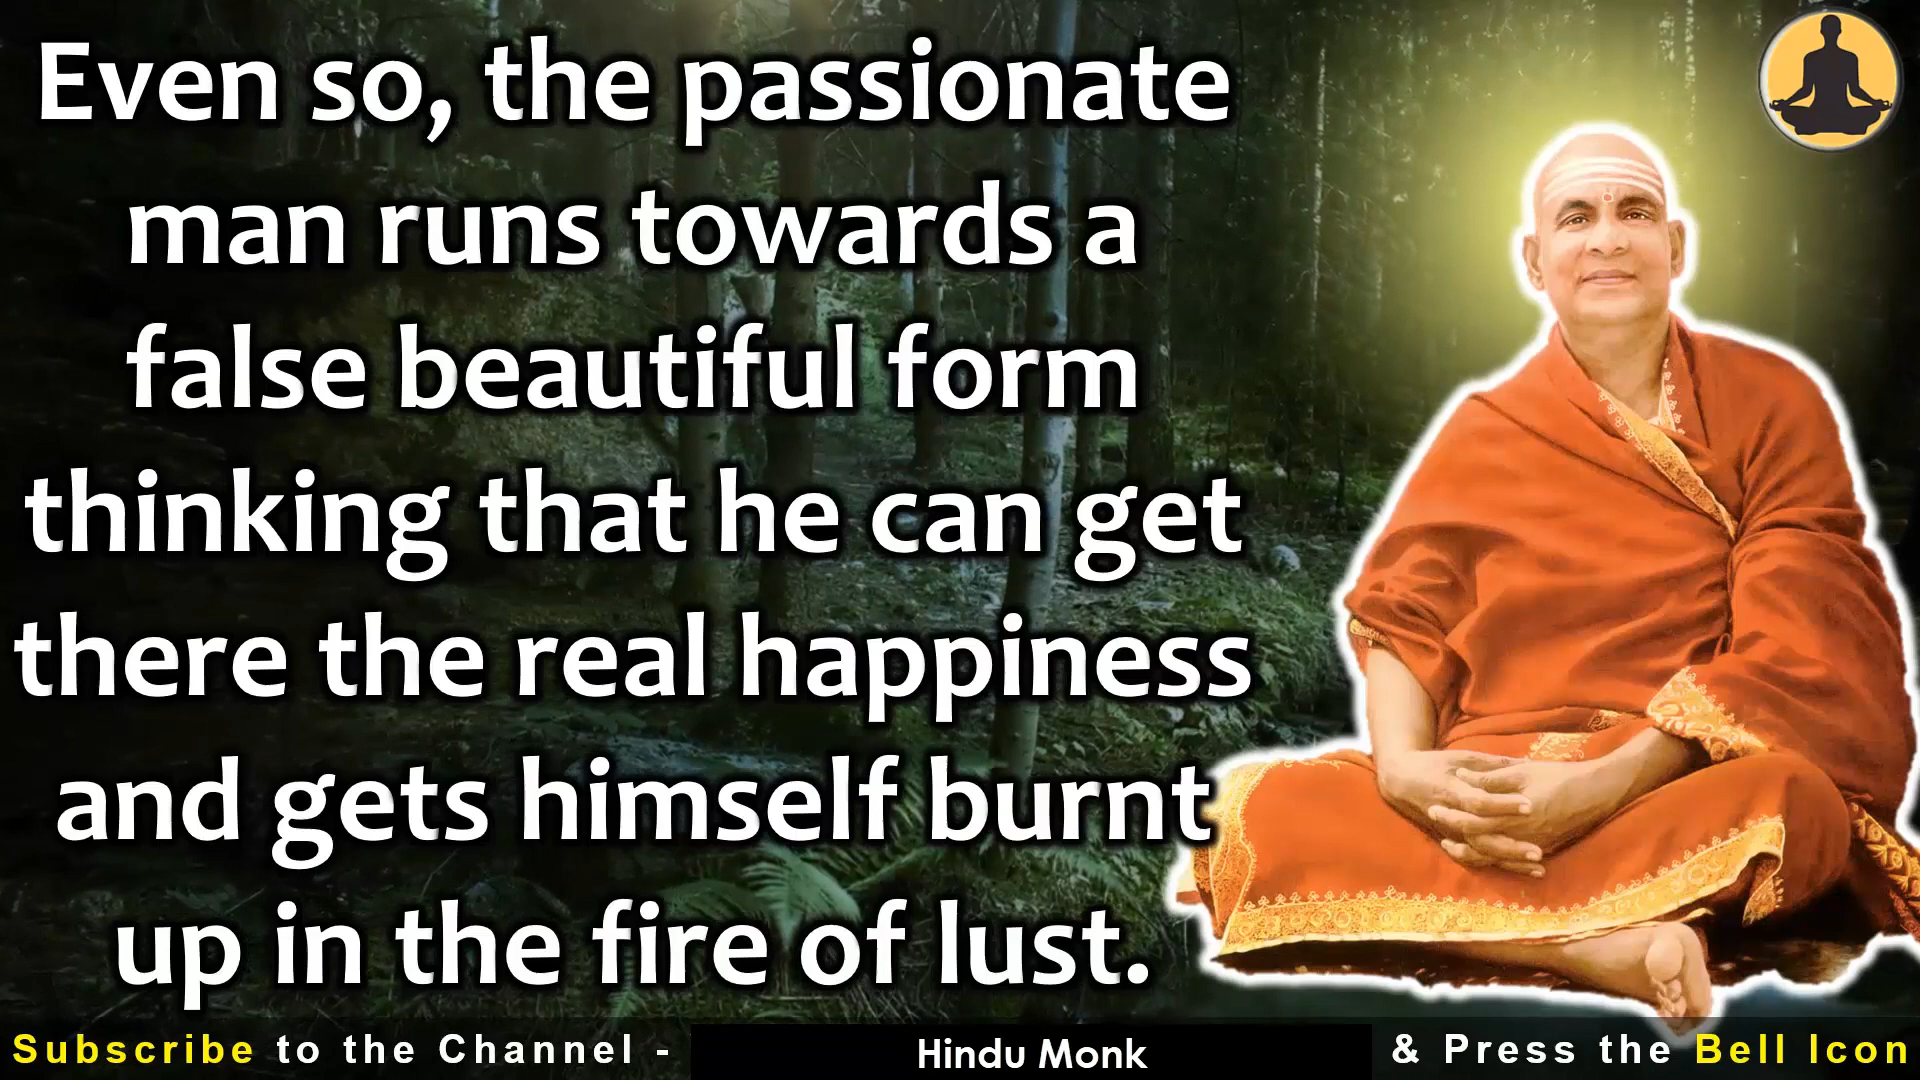 Even so, the passionate
man runs towards a
false beautiful form
thinking that he can get
there the real happiness
and gets himself burnt
up in the fire of lust.
Subscribe to the Channel - Hindu Monk & Press the Bell Icon